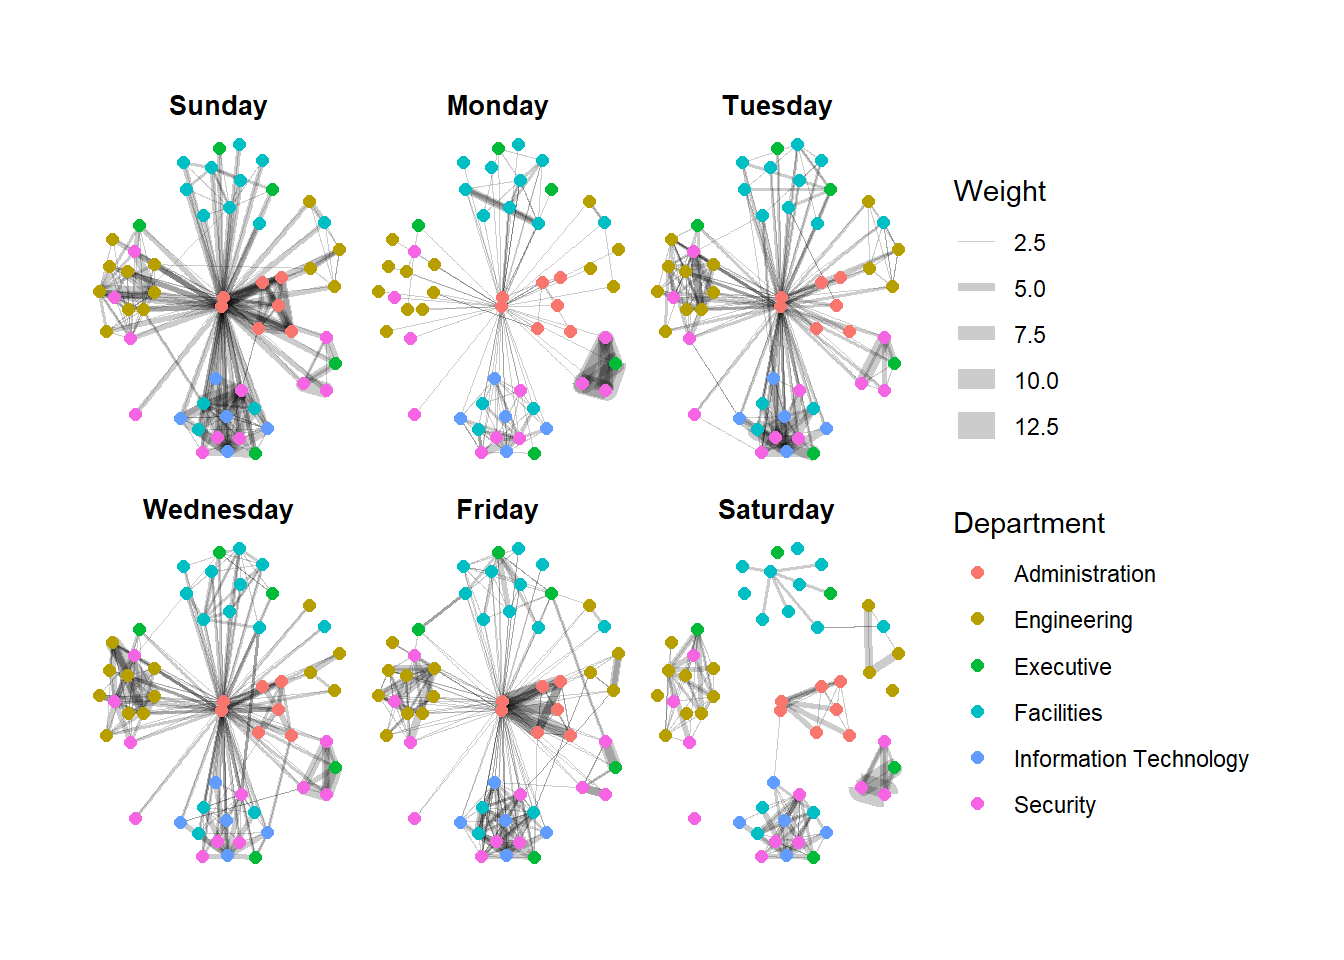 Sunday
Monday
Tuesday
Wednesday
Friday
Saturday
Weight
2.5
5.0
7.5
10.0
12.5
Department
Administration
Engineering
Executive
Facilities
Information Technology
Security